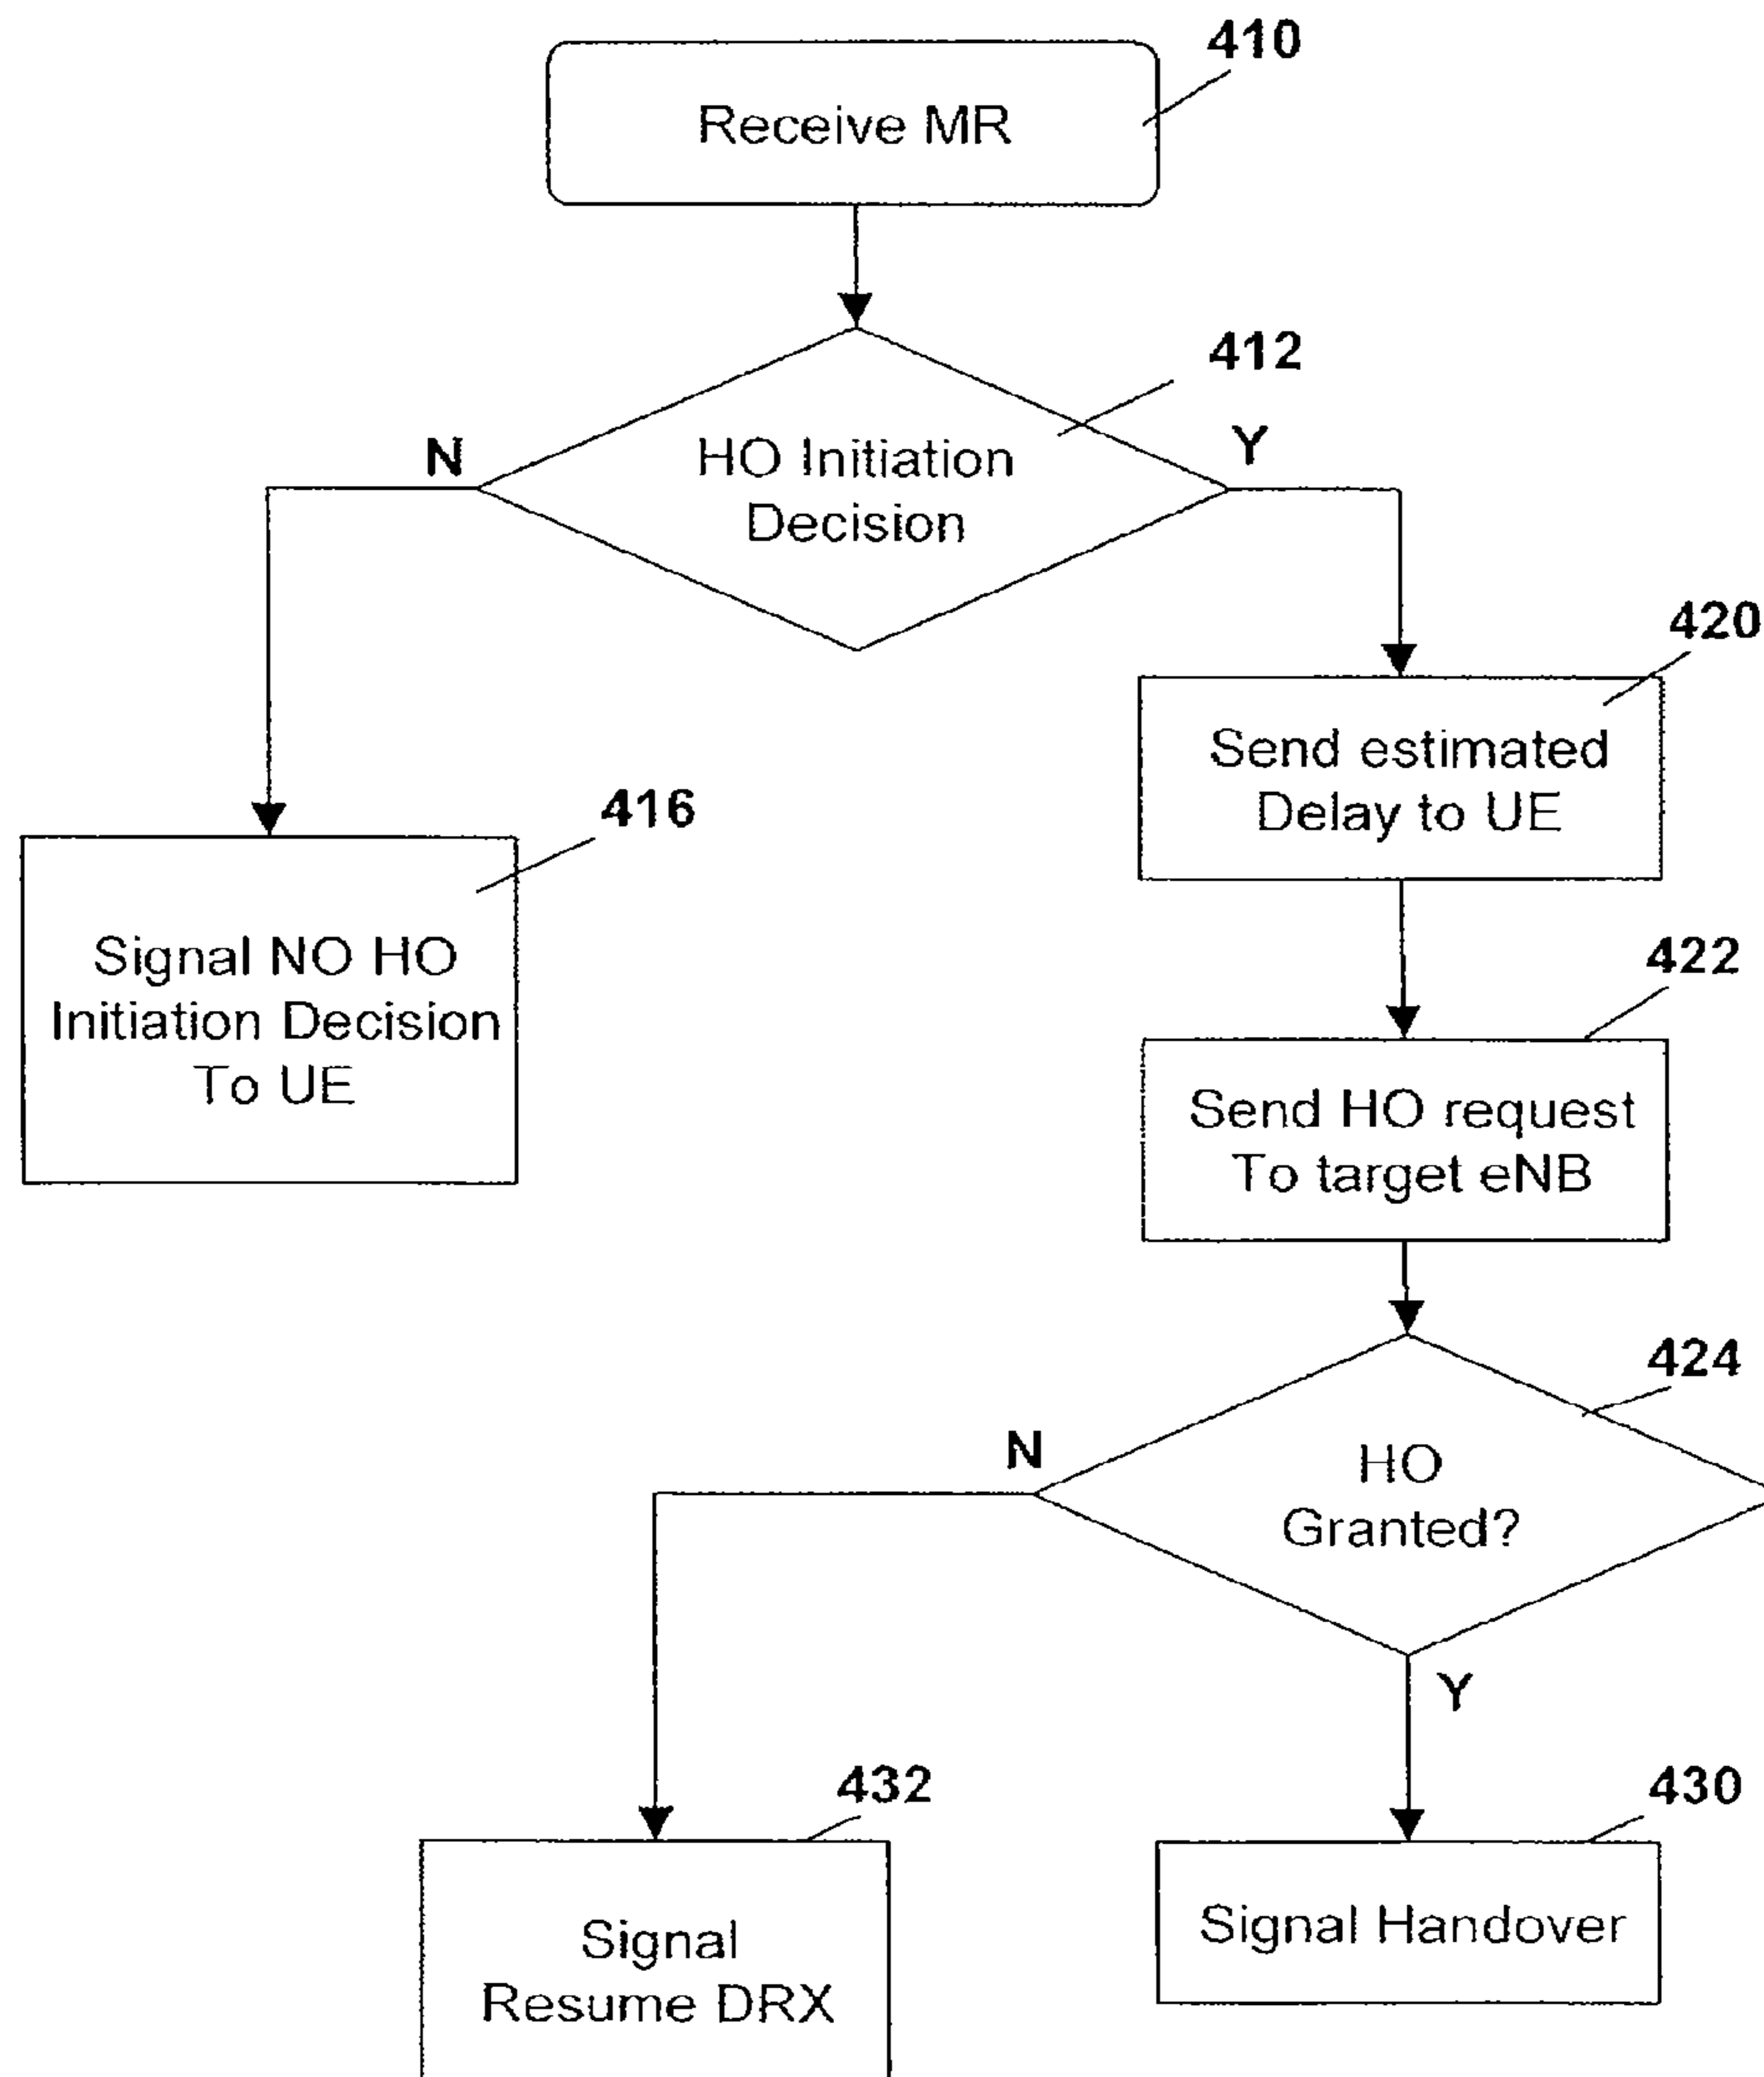 410
Receive MR
412
N
Y
HO Initiation
Decision
420
Send estimated
Delay to UE
416
Signal NO HO
Initiation Decision
To UE
422
Send HO request
To target eNB
424
N
HO
Granted?
Y
432
430
Signal
Resume DRX
Signal Handover